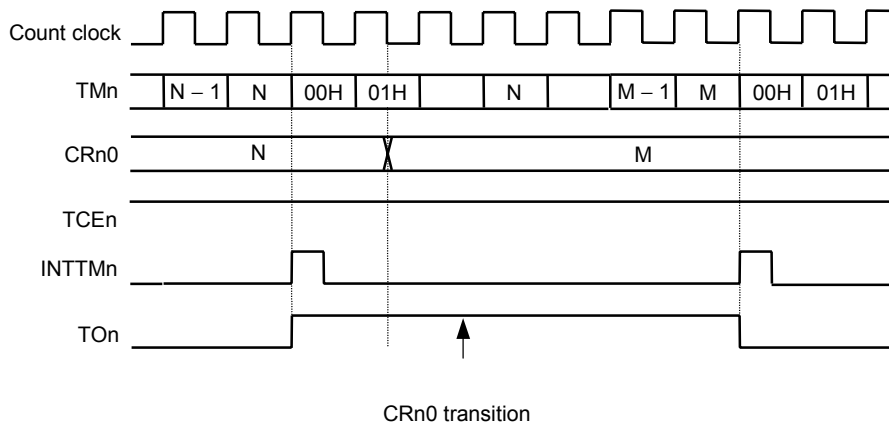 Count clock
TMn N − 1 N 00H 01H N M − 1 M 00H 01H
CRn0 N M
TCEn
INTTMn
TOn
CRn0 transition